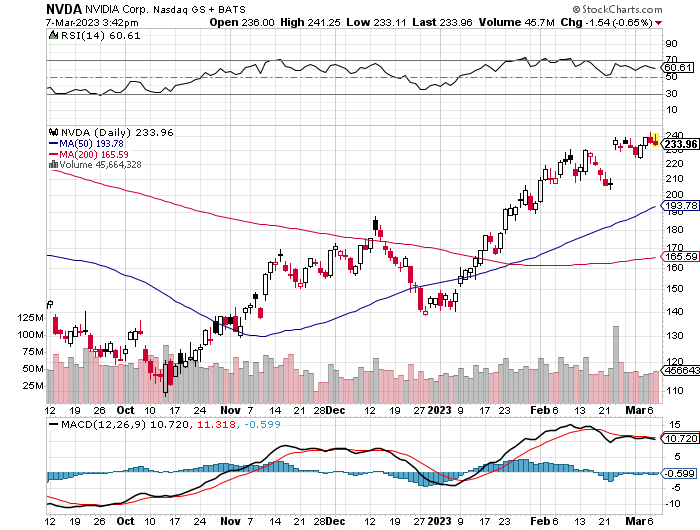 NVDA NVIDIA Corp. Nasdaq GS + BATS © StockCharts.com
7-Mar-2023 3:42pm Open 236.00 High 241.25 Low 233.11 Last 233.96 Volume 45.7M Chg -1.54 (-0.65%)
RSI(14) 60.61
90
70
60.61
50
30
10
NVDA (Daily) 233.96
MA(50) 193.78
MA(200) 165.59
Volume 45,664,328
240
233.96
230
220
210
200
193.78
190
180
170
165.59
160
150
140
130
120
110
125M
100M
75M
50M
25M
456643
12 19 26 Oct 10 17 24 Nov 7 14 21 28 Dec 12 19 27 2023 9 17 23 Feb 6 13 21 Mar 6
MACD(12,26,9) 10.720, 11.318, -0.599
15
10.720
5
-0.599
-5
-10
12 19 26 Oct 10 17 24 Nov 7 14 21 28 Dec 12 19 27 2023 9 17 23 Feb 6 13 21 Mar 6